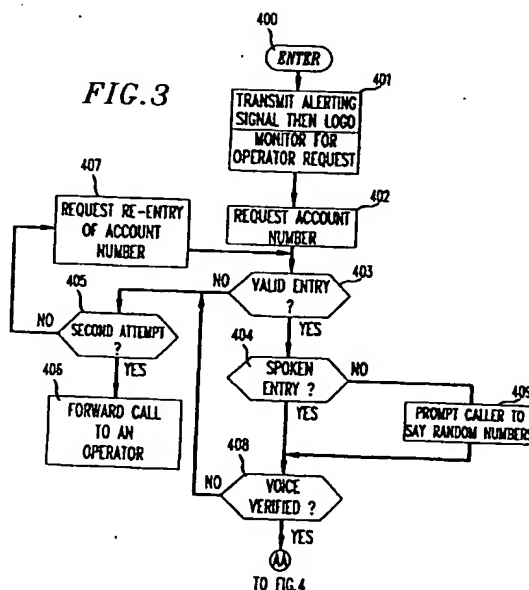 FIG.3
400
ENTER
401
TRANSMIT ALERTING
SIGNAL THEN LOGO
MONITOR FOR
OPERATOR REQUEST
407
REQUEST RE-ENTRY
OF ACCOUNT
NUMBER
402
REQUEST ACCOUNT
NUMBER
403
VALID ENTRY
?
NO
YES
405
SECOND ATTEMPT
?
NO
YES
404
SPOKEN
ENTRY ?
NO
YES
406
FORWARD CALL
TO AN
OPERATOR
409
PROMPT CALLER TO
SAY RANDOM NUMBERS
408
VOICE
VERIFIED ?
NO
YES
AA
TO FIG.4